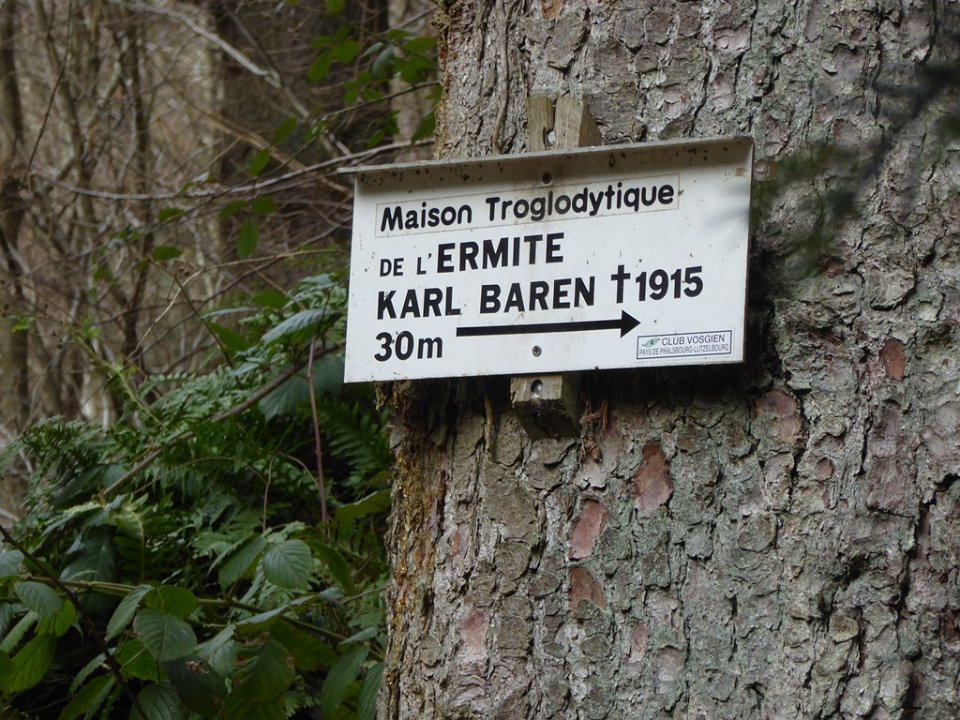 Maison Troglodytique
DE L'ERMITE
KARL BAREN †1915
30m
CLUB VOSGIEN
PAYS DE PHALSBOURG-LUTZELBOURG